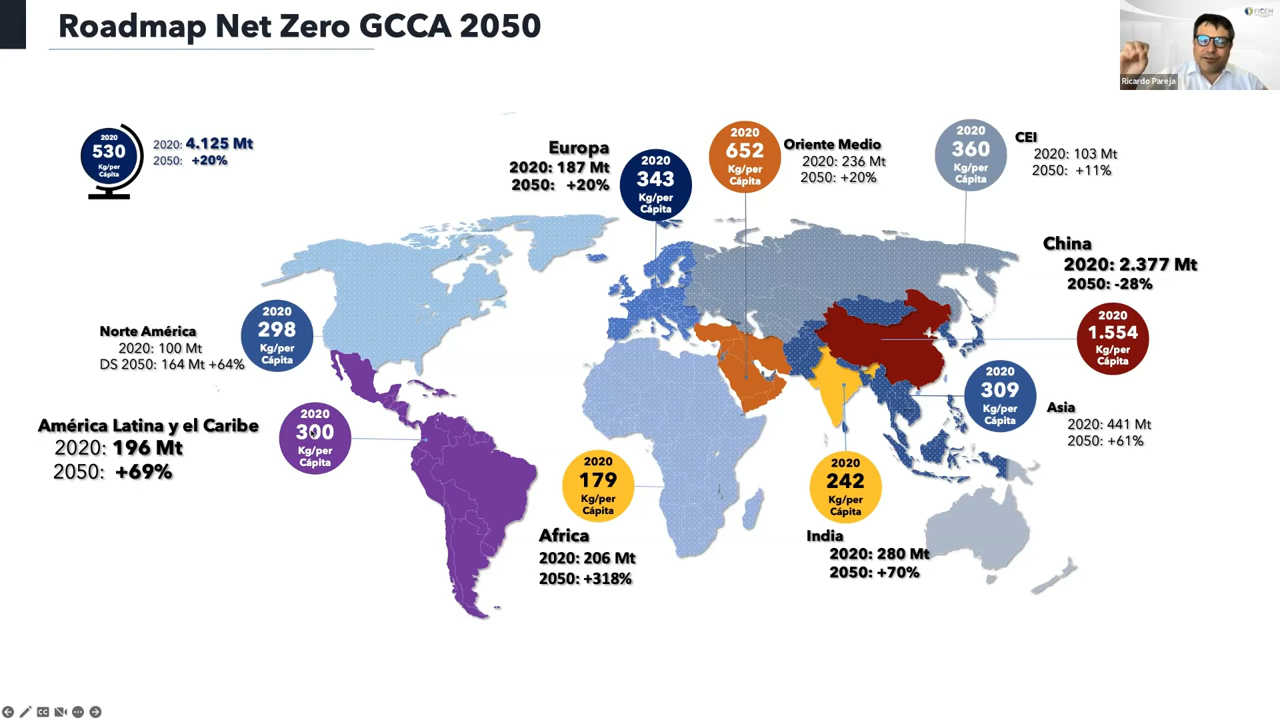 Roadmap Net Zero GCCA 2050
FICEM
Ricardo Pareja
2020
530
Kg/per
Cápita
2020: 4.125 Mt
2050: +20%
Europa
2020: 187 Mt
2050: +20%
2020
343
Kg/per
Cápita
2020
652
Kg/per
Cápita
Oriente Medio
2020: 236 Mt
2050: +20%
2020
360
Kg/per
Cápita
CEI
2020: 103 Mt
2050: +11%
China
2020: 2.377 Mt
2050: -28%
2020
1.554
Kg/per
Cápita
Norte América
2020: 100 Mt
DS 2050: 164 Mt +64%
2020
298
Kg/per
Cápita
2020
309
Kg/per
Cápita
Asia
2020: 441 Mt
2050: +61%
América Latina y el Caribe
2020: 196 Mt
2050: +69%
2020
300
Kg/per
Cápita
2020
179
Kg/per
Cápita
Africa
2020: 206 Mt
2050: +318%
2020
242
Kg/per
Cápita
India
2020: 280 Mt
2050: +70%
CC